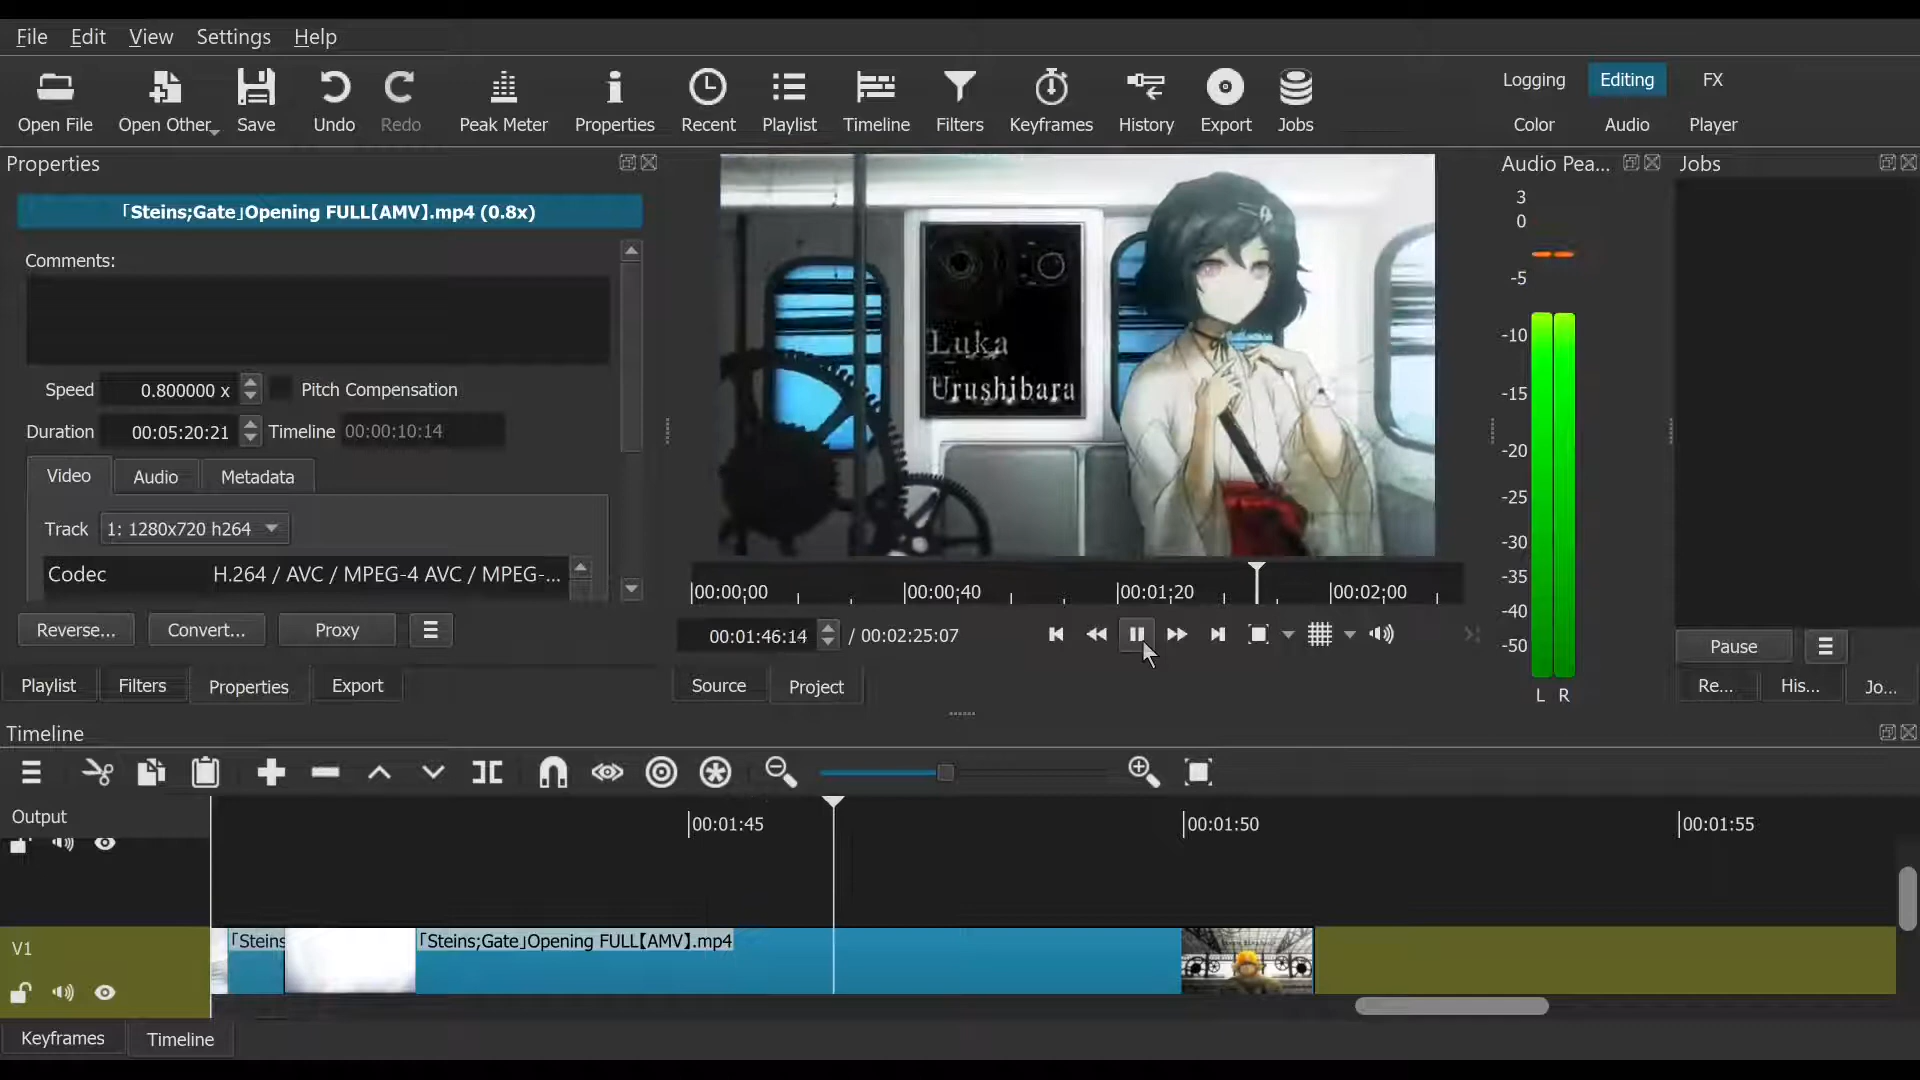 File Edit View Settings Help
Open File Open Other... Save Undo Redo Peak Meter Properties Recent Playlist Timeline Filters Keyframes History Export Jobs
Logging Editing FX
Color Audio Player
Properties
Audio Pea...
Jobs
「Steins;Gate」Opening FULL【AMV】.mp4 (0.8x)
Comments:
Speed 0.800000 x Pitch Compensation
Duration 00:05:20:21 Timeline 00:00:10:14
Video Audio Metadata
Track 1: 1280x720 h264
Codec H.264 / AVC / MPEG-4 AVC / MPEG-...
Reverse... Convert... Proxy
Playlist Filters Properties Export
Luka
Urushibara
00:00:00 00:00:40 00:01:20 00:02:00
00:01:46:14 / 00:02:25:07
Source Project
3
0
-5
-10
-15
-20
-25
-30
-35
-40
-50
L R
Pause
Re... His... Jo...
Timeline
Output
00:01:45 00:01:50 00:01:55
V1
「Steins
「Steins;Gate」Opening FULL【AMV】.mp4
Keyframes Timeline